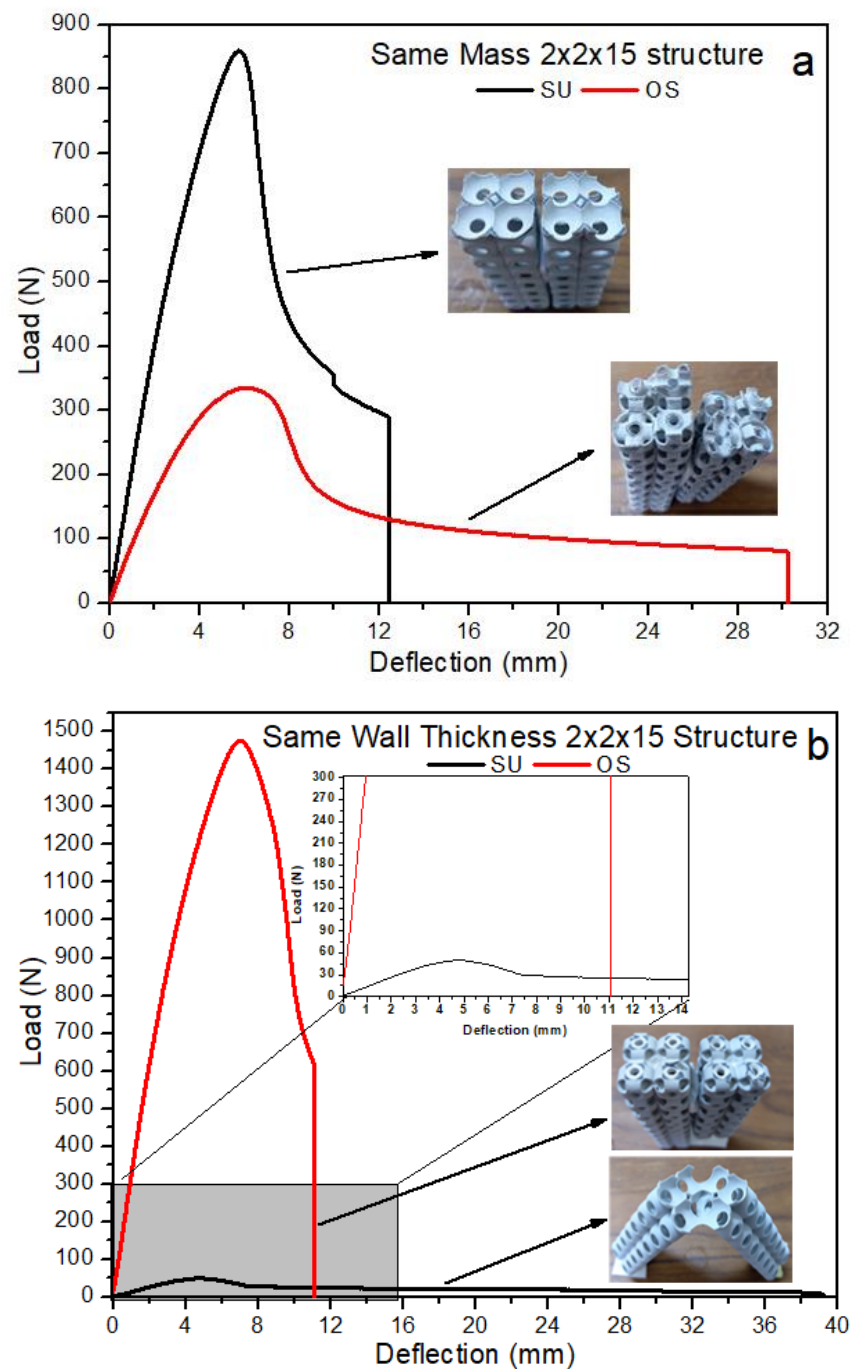 Same Mass 2x2x15 structure
a
SU OS
900
800
700
600
500
400
300
200
100
0
Load (N)
0 4 8 12 16 20 24 28 32
Deflection (mm)
Same Wall Thickness 2x2x15 Structure
b
SU OS
1500
1450
1400
1300
1200
1100
1000
900
800
700
600
500
400
300
200
100
50
0
Load (N)
300
270
240
210
180
150
120
90
60
30
0
Load (N)
0 1 2 3 4 5 6 7 8 9 10 11 12 13 14
Deflection (mm)
0 4 8 12 16 20 24 28 32 36 40
Deflection (mm)